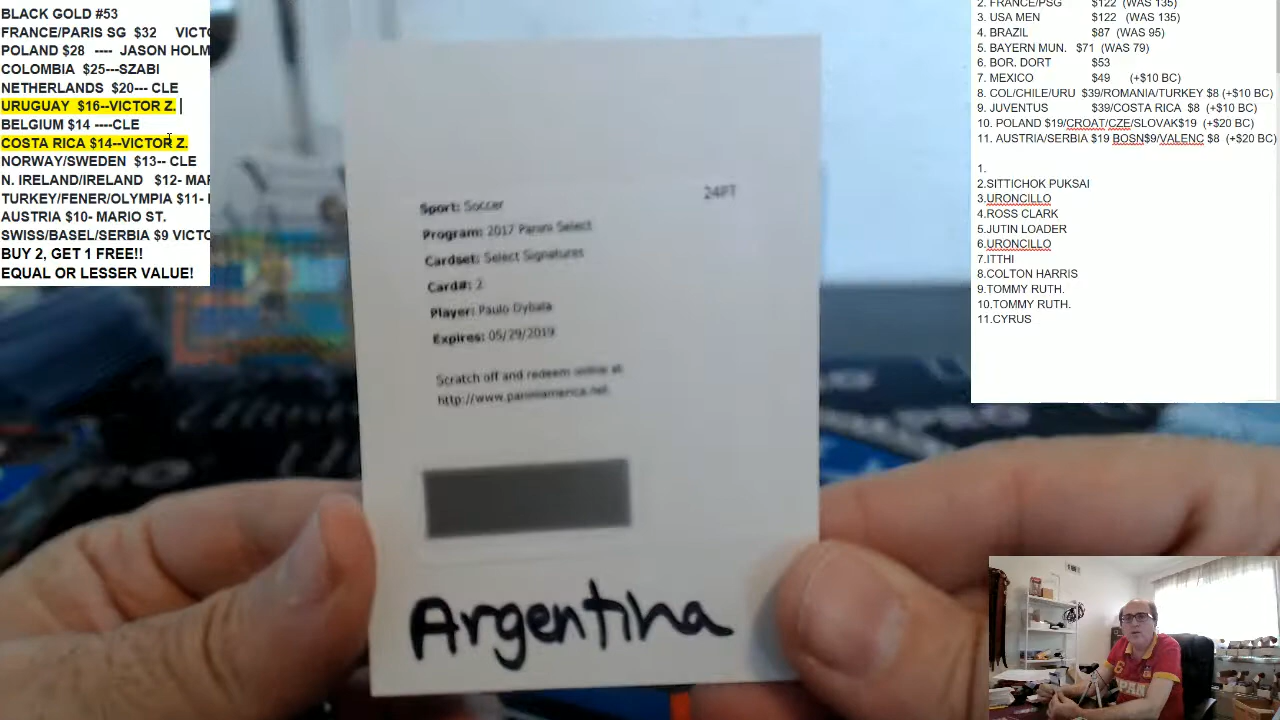 BLACK GOLD #53
FRANCE/PARIS SG $32 VICTO
POLAND $28 ---- JASON HOLM
COLOMBIA $25---SZABI
NETHERLANDS $20--- CLE
URUGUAY $16--VICTOR Z.
BELGIUM $14 ----CLE
COSTA RICA $14--VICTOR Z.
NORWAY/SWEDEN $13-- CLE
N. IRELAND/IRELAND $12- MAR
TURKEY/FENER/OLYMPIA $11-
AUSTRIA $10- MARIO ST.
SWISS/BASEL/SERBIA $9 VICTO
BUY 2, GET 1 FREE!!
EQUAL OR LESSER VALUE!
24PT
Sport: Soccer
Program: 2017 Panini Select
Cardset: Select Signatures
Card#: 2
Player: Paulo Dybala
Expires: 05/29/2019
Scratch off and redeem online at
http://www.paniniamerica.net
Argentina
2. FRANCE/PSG $122 (WAS 135)
3. USA MEN $122 (WAS 135)
4. BRAZIL $87 (WAS 95)
5. BAYERN MUN. $71 (WAS 79)
6. BOR. DORT $53
7. MEXICO $49 (+$10 BC)
8. COL/CHILE/URU $39/ROMANIA/TURKEY $8 (+$10 BC)
9. JUVENTUS $39/COSTA RICA $8 (+$10 BC)
10. POLAND $19/CROAT/CZE/SLOVAK$19 (+$20 BC)
11. AUSTRIA/SERBIA $19 BOSN$9/VALENC $8 (+$20 BC)
1.
2.SITTICHOK PUKSAI
3.URONCILLO
4.ROSS CLARK
5.JUTIN LOADER
6.URONCILLO
7.ITTHI
8.COLTON HARRIS
9.TOMMY RUTH.
10.TOMMY RUTH.
11.CYRUS